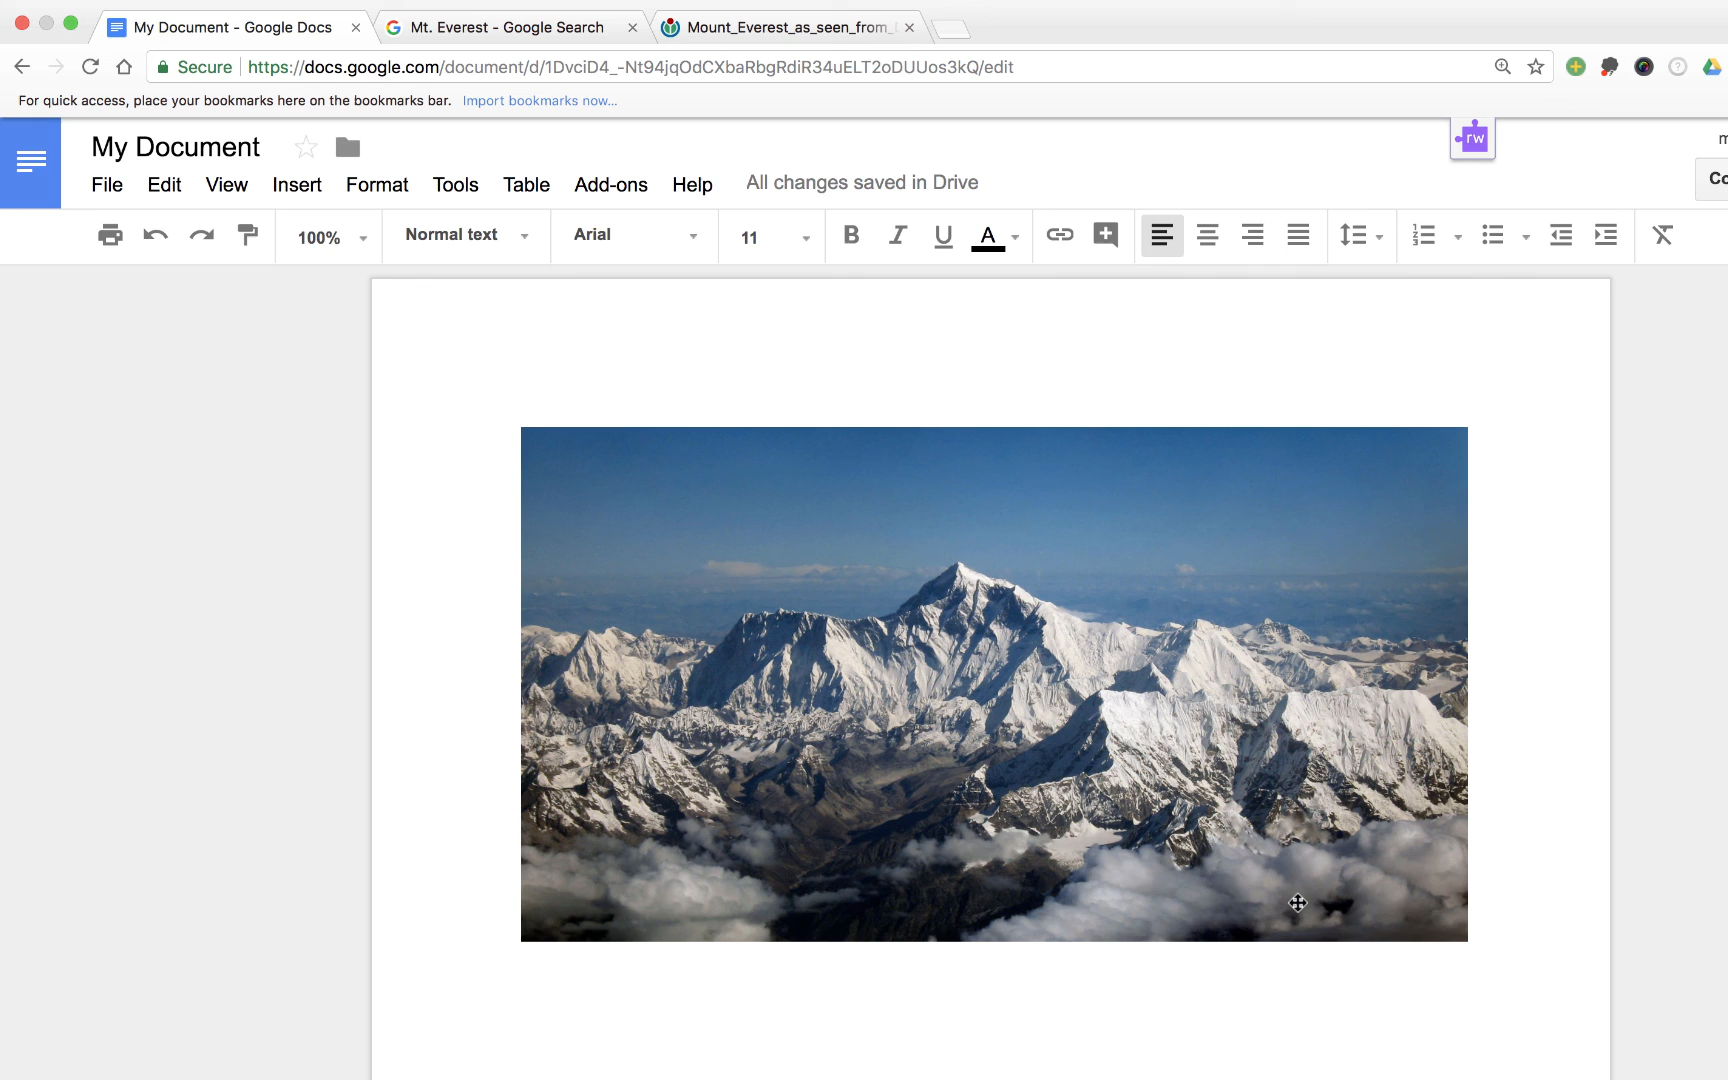 My Document - Google Docs
Mt. Everest - Google Search
Mount_Everest_as_seen_from_
Secure
https://docs.google.com/document/d/1DvciD4_-Nt94jqOdCXbaRbgRdiR34uELT2oDUUos3kQ/edit
For quick access, place your bookmarks here on the bookmarks bar. Import bookmarks now...
rw
My Document
File Edit View Insert Format Tools Table Add-ons Help All changes saved in Drive
100% Normal text Arial 11 B I U A